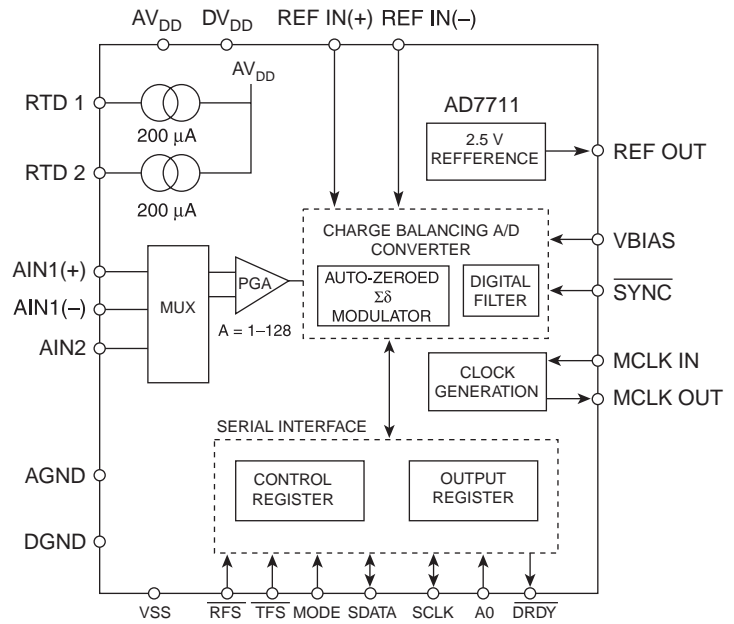 AVDD DVDD REF IN(+) REF IN(−)
AVDD
RTD 1
200 µA
RTD 2
200 µA
AD7711
2.5 V
REFFERENCE
REF OUT
CHARGE BALANCING A/D
CONVERTER
AUTO-ZEROED
Σδ
MODULATOR
DIGITAL
FILTER
VBIAS
SYNC
AIN1(+)
AIN1(−)
AIN2
MUX
PGA
A = 1–128
CLOCK
GENERATION
MCLK IN
MCLK OUT
SERIAL INTERFACE
CONTROL
REGISTER
OUTPUT
REGISTER
AGND
DGND
VSS RFS TFS MODE SDATA SCLK A0 DRDY